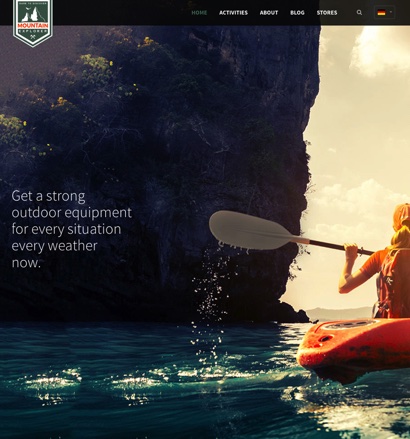 HOME
ACTIVITIES
ABOUT
BLOG
STORES
MOUNTAIN
EXPLORER
Get a strong
outdoor equipment
for every situation
every weather
now.